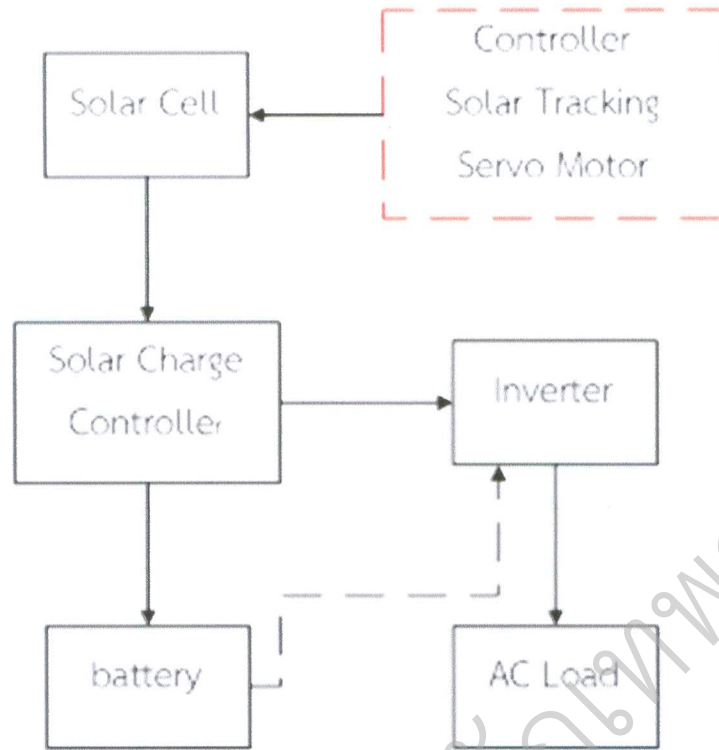 Controller
Solar Cell
Solar Tracking
Servo Motor
Solar Charge
Controller
Inverter
battery
AC Load